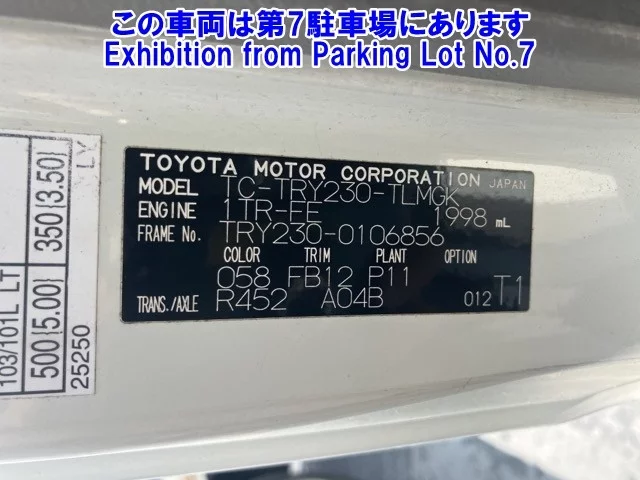 この車両は第7駐車場にあります
Exhibition from Parking Lot No.7
TOYOTA MOTOR CORPORATION JAPAN
MODEL TC-TRY230-TLMGK
ENGINE 1TR-FE 1998 mL
FRAME No. TRY230-0106856
COLOR TRIM PLANT OPTION
058 FB12 P11
TRANS./AXLE R452 A04B 012 T1
103/101L LT
500(5.00) 350(3.50)
25250 LY